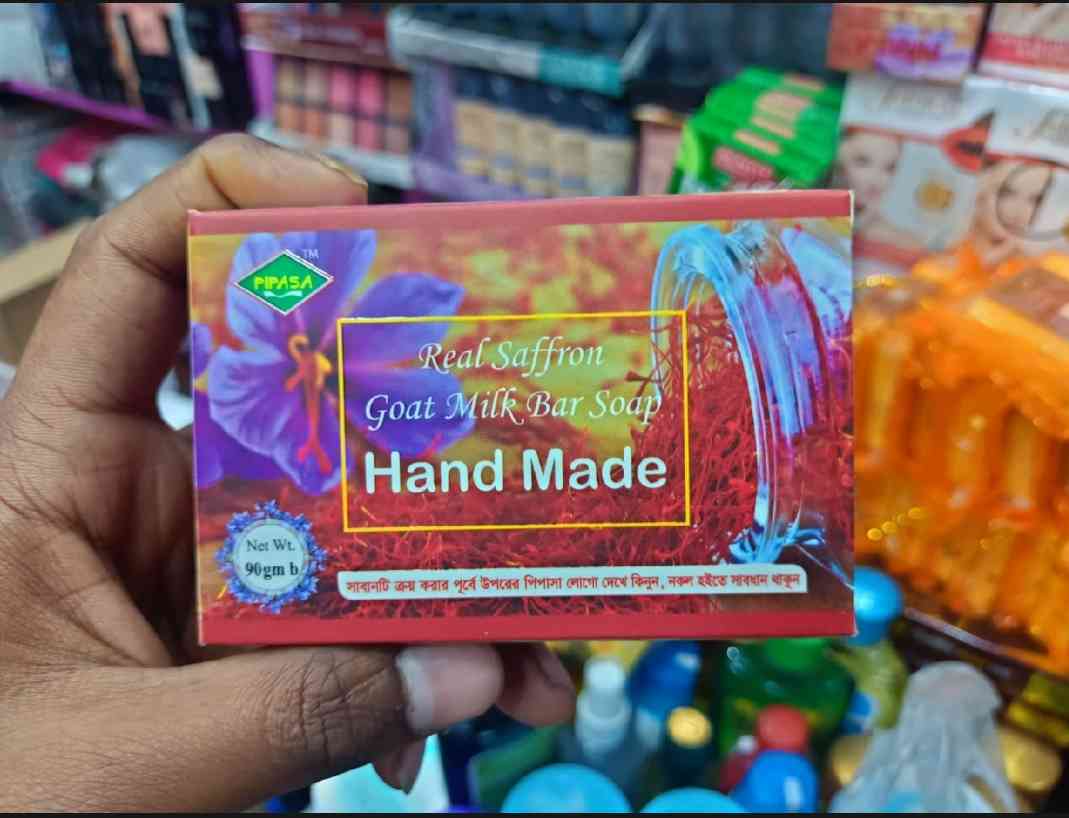 PIPASA
TM
Real Saffron
Goat Milk Bar Soap
Hand Made
Net Wt.
90gm b
সাবানটি ক্রয় করার পূর্বে উপরের পিপাসা লোগো দেখে কিনুন, নকল হইতে সাবধান থাকুন